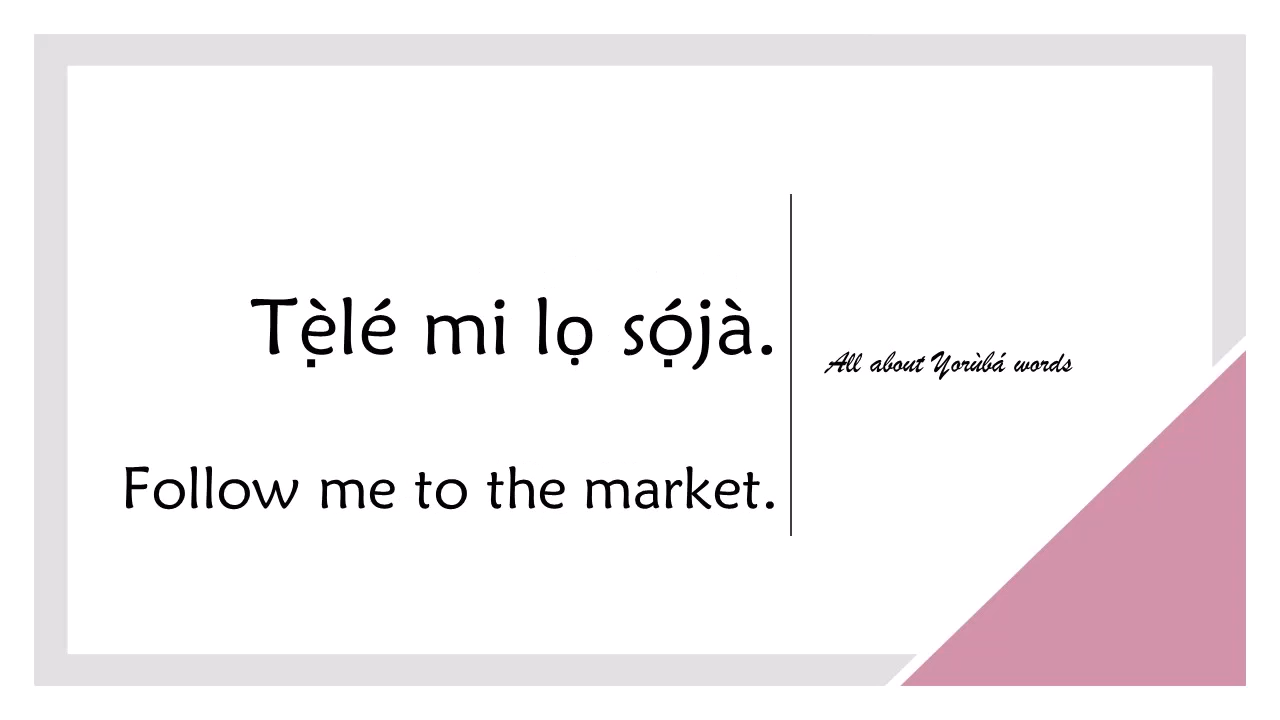 Tẹ̀lé mi lọ sọ́jà.
Follow me to the market.
All about Yorùbá words